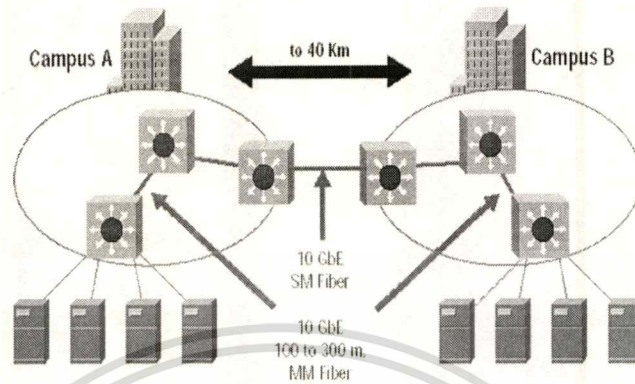 Campus A
to 40 Km
Campus B
10 GbE
SM Fiber
10 GbE
100 to 300 m.
MM Fiber